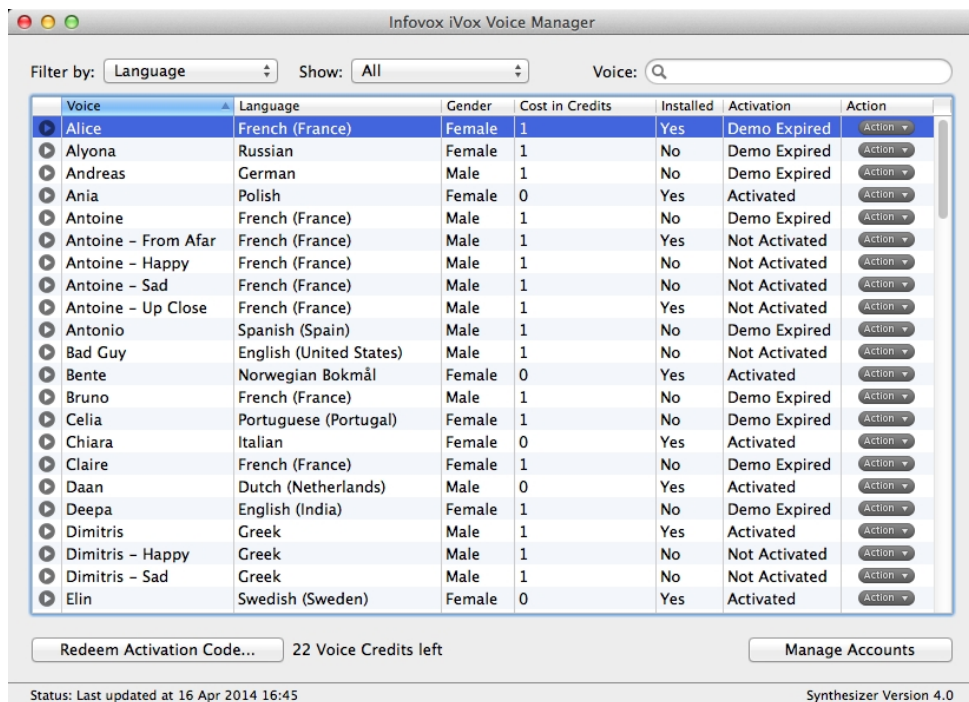 Infovox iVox Voice Manager
Filter by: Language Show: All Voice:
Voice Language Gender Cost in Credits Installed Activation Action
Alice French (France) Female 1 Yes Demo Expired Action
Alyona Russian Female 1 No Demo Expired Action
Andreas German Male 1 No Demo Expired Action
Ania Polish Female 0 Yes Activated Action
Antoine French (France) Male 1 No Demo Expired Action
Antoine – From Afar French (France) Male 1 Yes Not Activated Action
Antoine – Happy French (France) Male 1 No Not Activated Action
Antoine – Sad French (France) Male 1 No Not Activated Action
Antoine – Up Close French (France) Male 1 Yes Not Activated Action
Antonio Spanish (Spain) Male 1 No Demo Expired Action
Bad Guy English (United States) Male 1 No Not Activated Action
Bente Norwegian Bokmål Female 0 Yes Activated Action
Bruno French (France) Male 1 No Demo Expired Action
Celia Portuguese (Portugal) Female 1 No Demo Expired Action
Chiara Italian Female 0 Yes Activated Action
Claire French (France) Female 1 No Demo Expired Action
Daan Dutch (Netherlands) Male 0 Yes Activated Action
Deepa English (India) Female 1 No Demo Expired Action
Dimitris Greek Male 1 Yes Activated Action
Dimitris – Happy Greek Male 1 No Not Activated Action
Dimitris – Sad Greek Male 1 No Not Activated Action
Elin Swedish (Sweden) Female 0 Yes Activated Action
Redeem Activation Code... 22 Voice Credits left Manage Accounts
Status: Last updated at 16 Apr 2014 16:45 Synthesizer Version 4.0